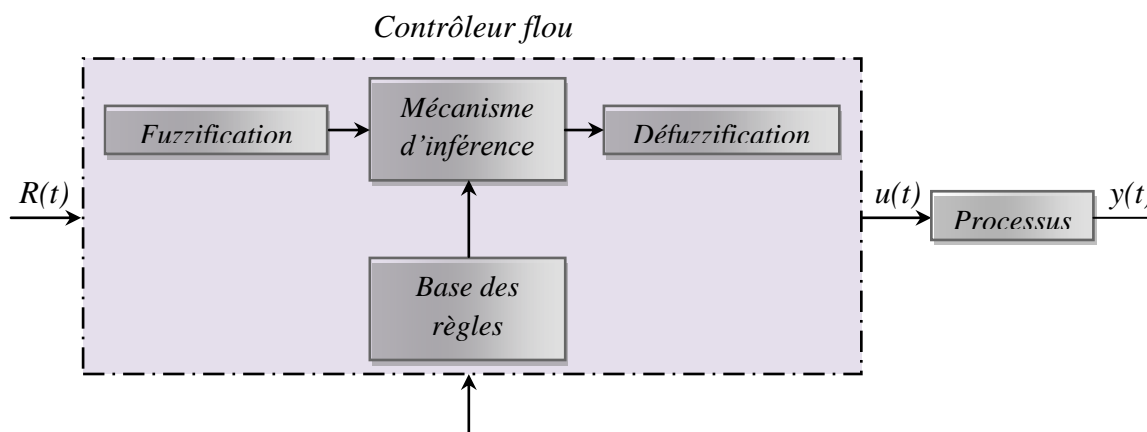 Contrôleur flou
Mécanisme
d'inférence
Fuzzification
Défuzzification
R(t)
u(t)
y(t)
Processus
Base des
règles